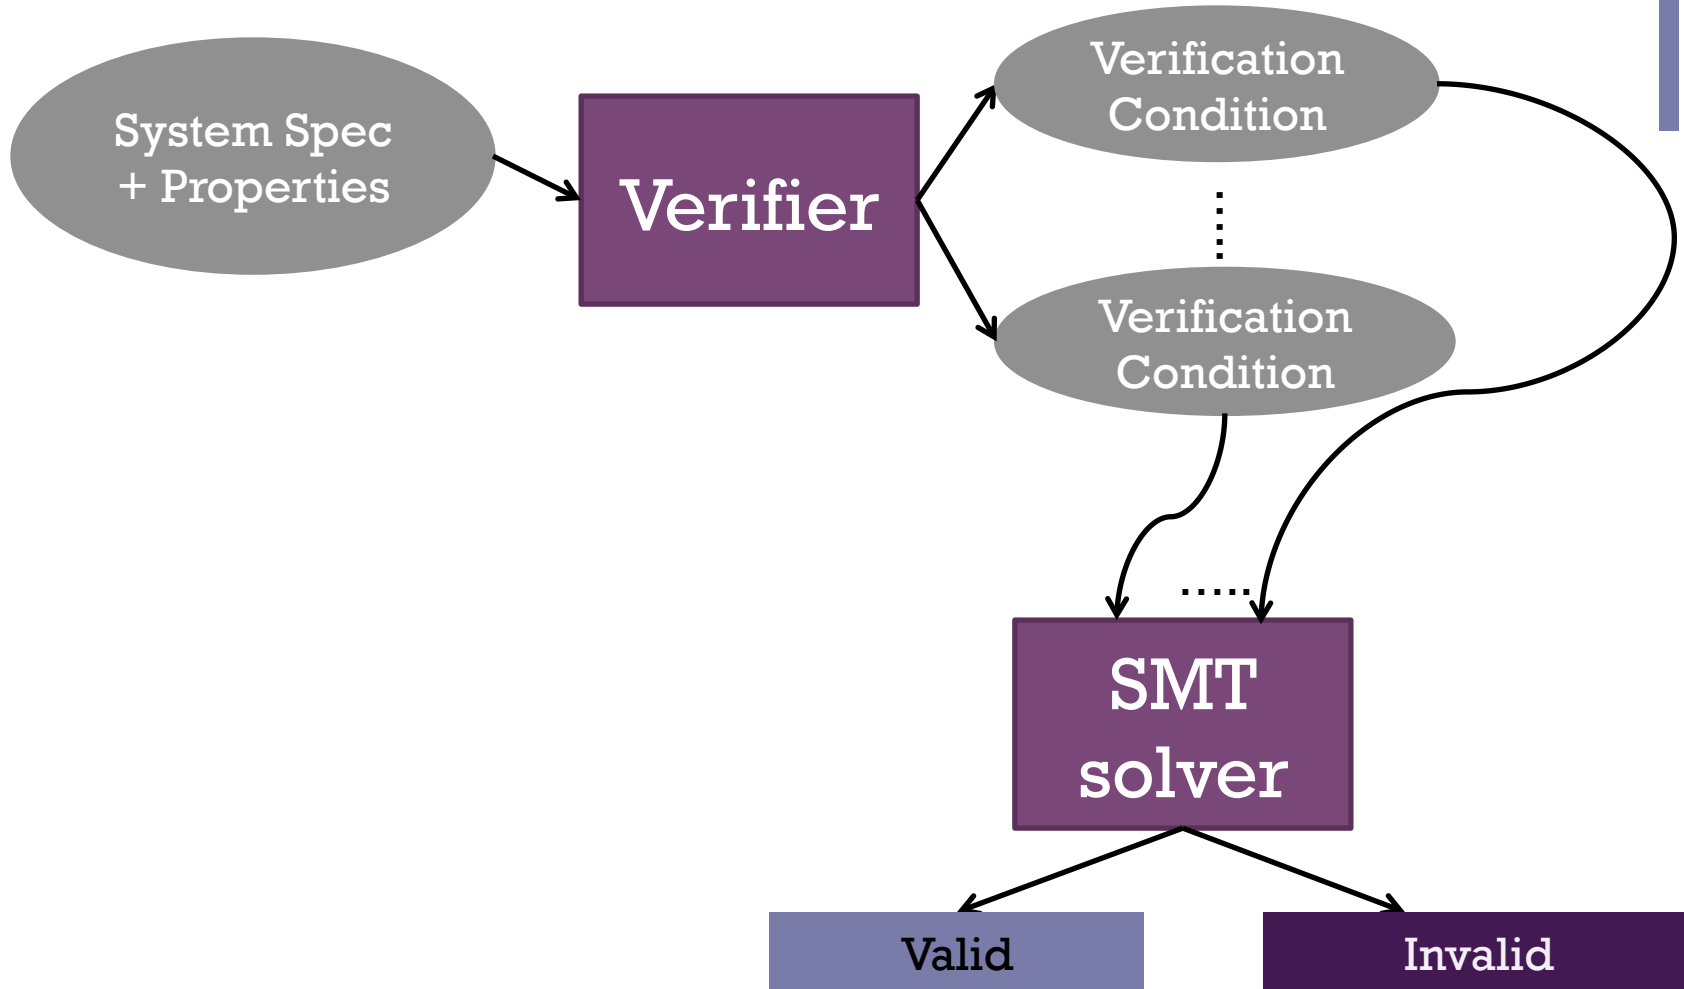 System Spec
+ Properties
Verifier
Verification
Condition
Verification
Condition
SMT
solver
Valid
Invalid